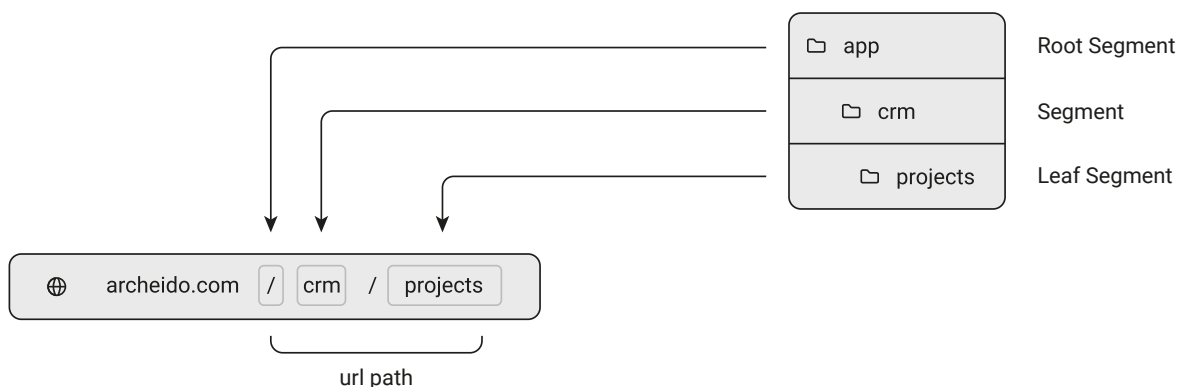 app Root Segment
crm Segment
projects Leaf Segment
archeido.com / crm / projects
url path